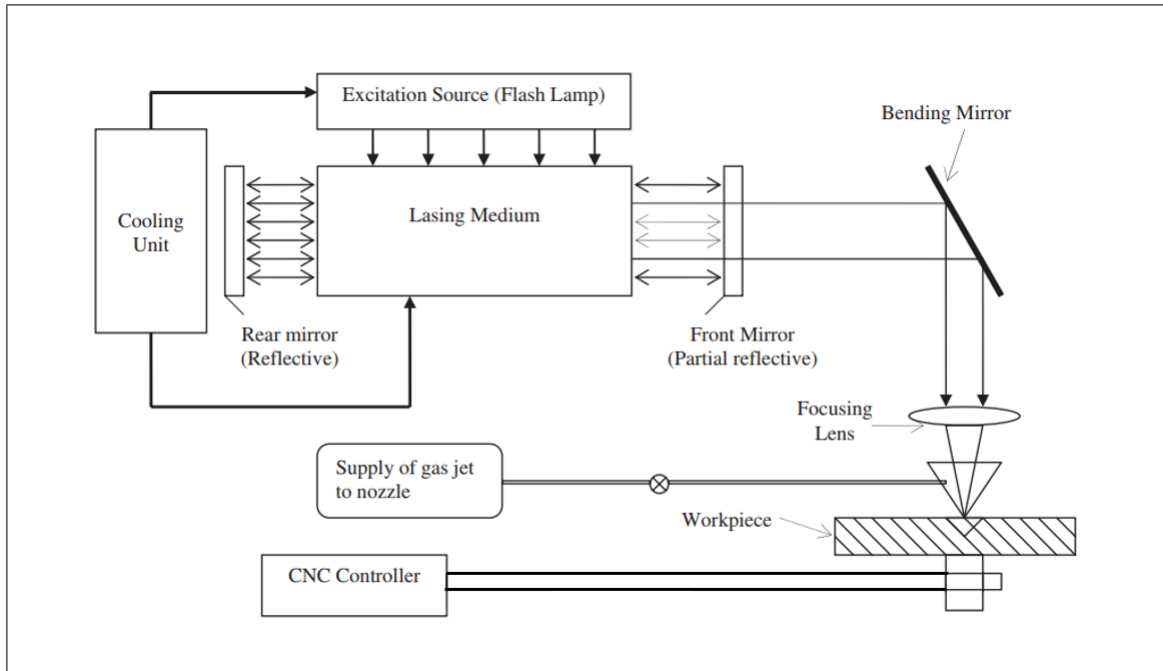 Excitation Source (Flash Lamp)
Bending Mirror
Cooling
Unit
Lasing Medium
Rear mirror
(Reflective)
Front Mirror
(Partial reflective)
Focusing
Lens
Supply of gas jet
to nozzle
Workpiece
CNC Controller